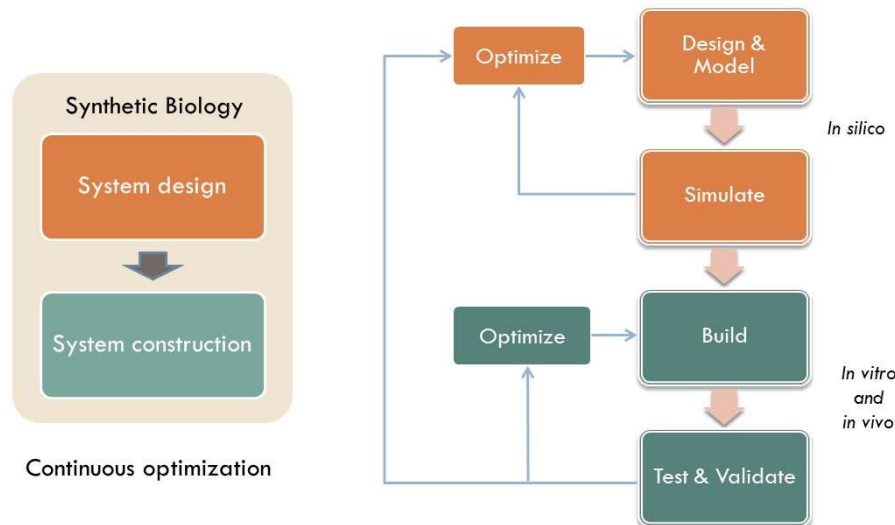 Synthetic Biology
System design
System construction
Continuous optimization
Optimize
Design &
Model
In silico
Simulate
Optimize
Build
In vitro
and
in vivo
Test & Validate